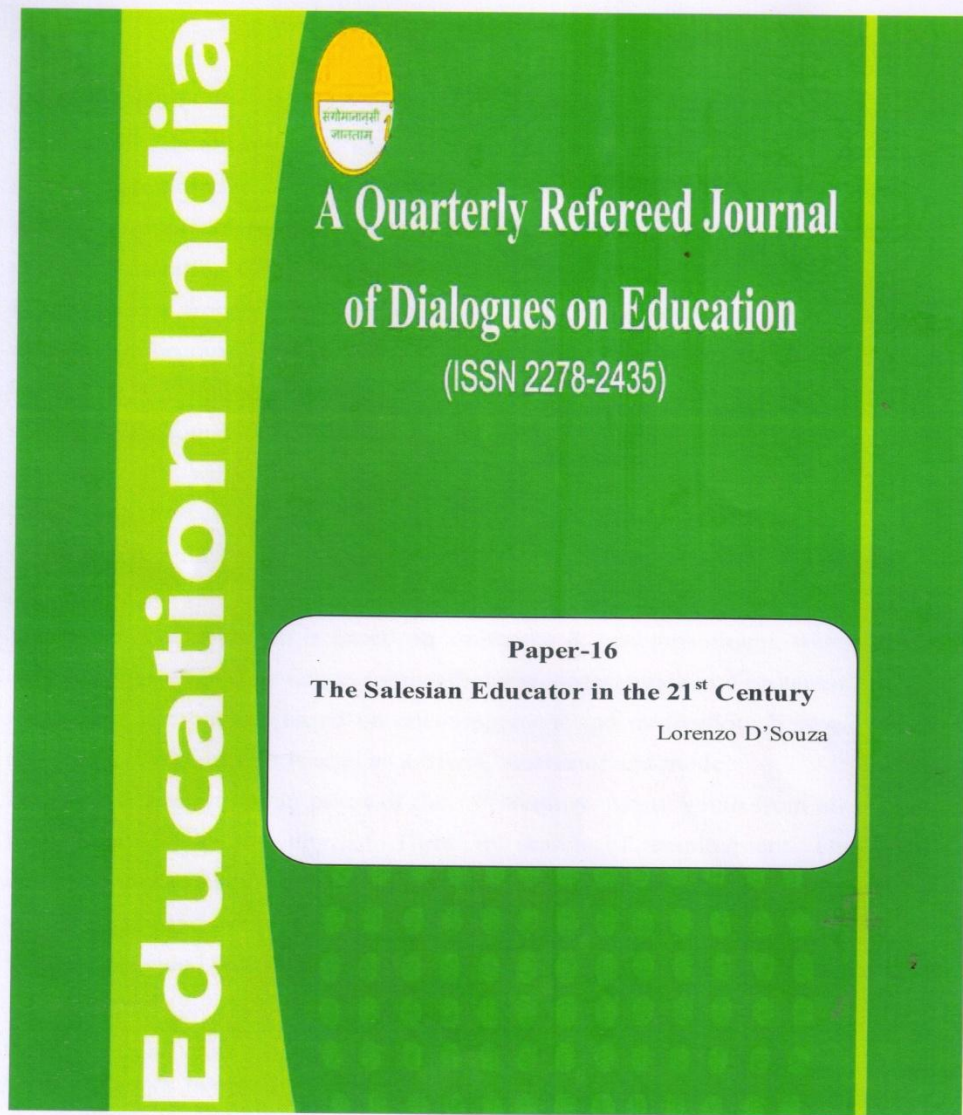 Education India
संगोमानान्सी
जानताम्
A Quarterly Refereed Journal
of Dialogues on Education
(ISSN 2278-2435)
Paper-16
The Salesian Educator in the 21st Century
Lorenzo D'Souza